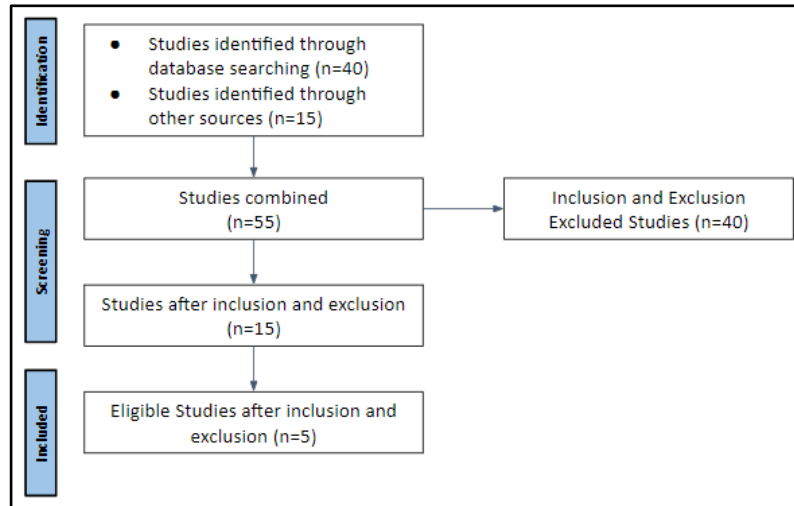 Identification
● Studies identified through
database searching (n=40)
● Studies identified through
other sources (n=15)
Screening
Studies combined
(n=55)
Inclusion and Exclusion
Excluded Studies (n=40)
Studies after inclusion and exclusion
(n=15)
Included
Eligible Studies after inclusion and
exclusion (n=5)